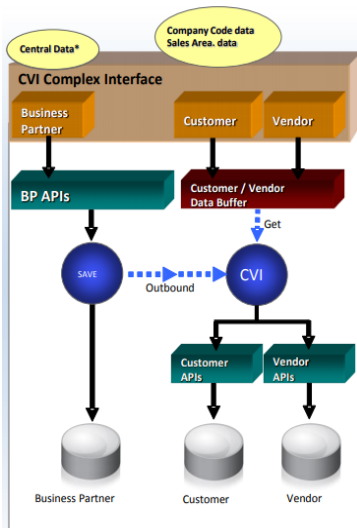 Central Data*
Company Code data
Sales Area. data
CVI Complex Interface
Business
Partner
Customer
Vendor
BP APIs
Customer / Vendor
Data Buffer
Get
SAVE
Outbound
CVI
Customer
APIs
Vendor
APIs
Business Partner
Customer
Vendor